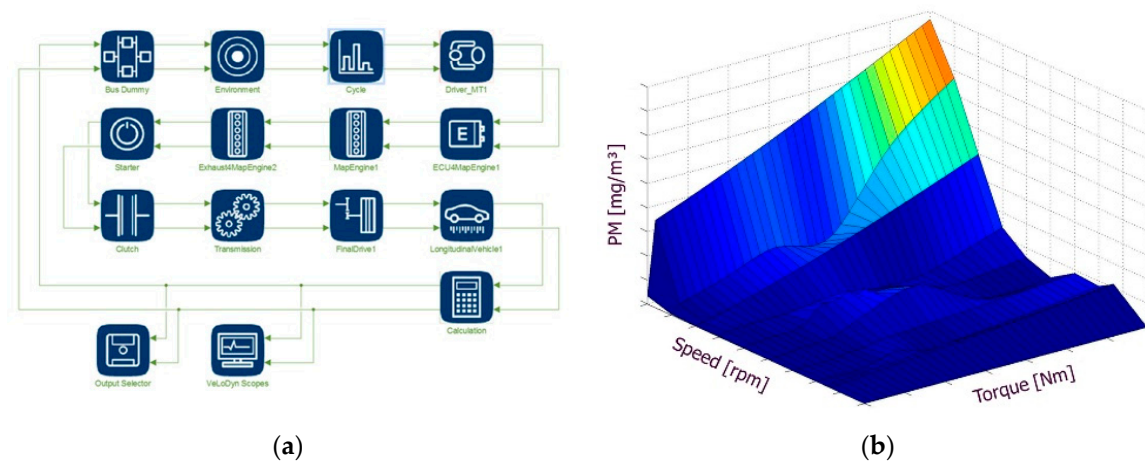 Bus Dummy
Environment
Cycle
Driver_MT1
Starter
Exhaust4MapEngine2
MapEngine1
ECU4MapEngine1
E
Clutch
Transmission
FinalDrive1
LongitudinalVehicle1
Calculation
Output Selector
VeLoDyn Scopes
(a)
PM [mg/m³]
Speed [rpm]
Torque [Nm]
(b)